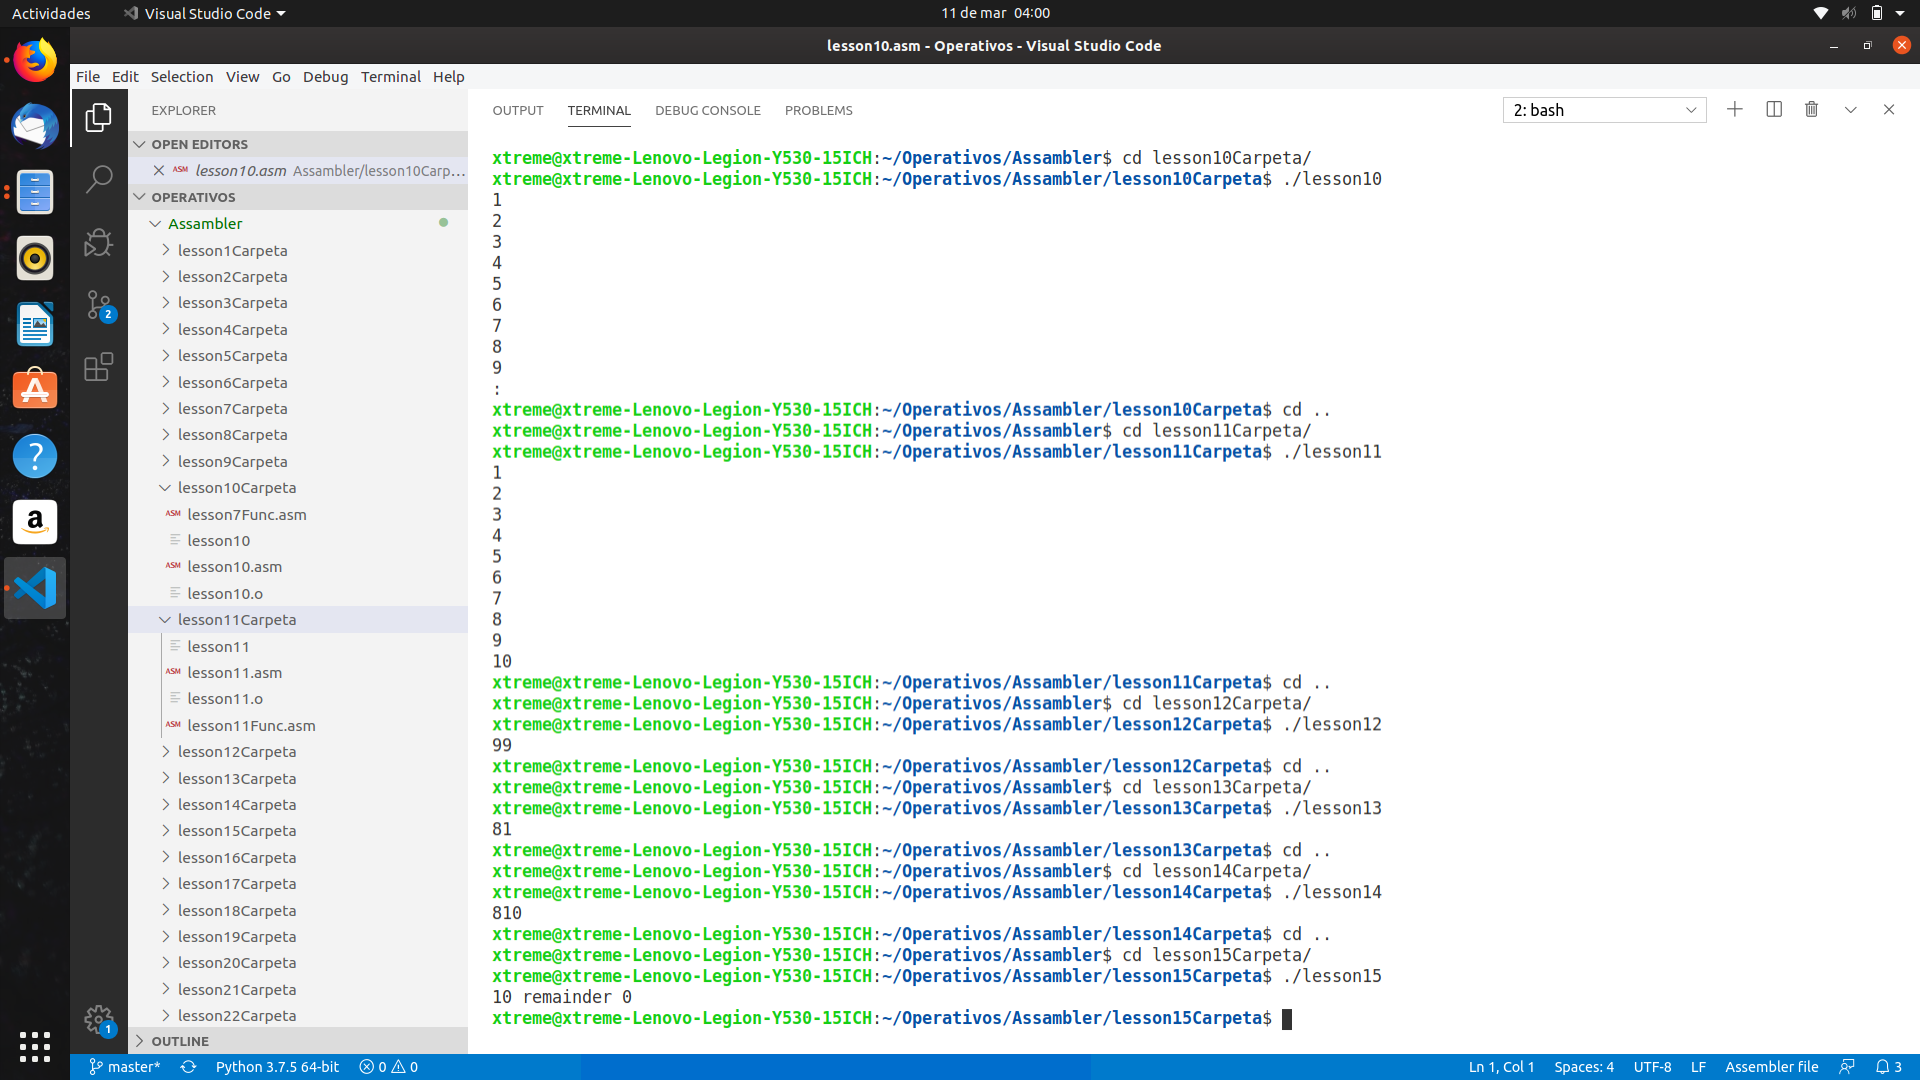 Actividades
Visual Studio Code
11 de mar 04:00
lesson10.asm - Operativos - Visual Studio Code
File Edit Selection View Go Debug Terminal Help
EXPLORER
OPEN EDITORS
ASM lesson10.asm Assambler/lesson10Carp...
OPERATIVOS
Assambler
lesson1Carpeta
lesson2Carpeta
lesson3Carpeta
lesson4Carpeta
lesson5Carpeta
lesson6Carpeta
lesson7Carpeta
lesson8Carpeta
lesson9Carpeta
lesson10Carpeta
ASM lesson7Func.asm
lesson10
ASM lesson10.asm
lesson10.o
lesson11Carpeta
lesson11
ASM lesson11.asm
lesson11.o
ASM lesson11Func.asm
lesson12Carpeta
lesson13Carpeta
lesson14Carpeta
lesson15Carpeta
lesson16Carpeta
lesson17Carpeta
lesson18Carpeta
lesson19Carpeta
lesson20Carpeta
lesson21Carpeta
lesson22Carpeta
OUTLINE
2
1
OUTPUT TERMINAL DEBUG CONSOLE PROBLEMS
2: bash
xtreme@xtreme-Lenovo-Legion-Y530-15ICH:~/Operativos/Assambler$ cd lesson10Carpeta/
xtreme@xtreme-Lenovo-Legion-Y530-15ICH:~/Operativos/Assambler/lesson10Carpeta$ ./lesson10
1
2
3
4
5
6
7
8
9
:
xtreme@xtreme-Lenovo-Legion-Y530-15ICH:~/Operativos/Assambler/lesson10Carpeta$ cd ..
xtreme@xtreme-Lenovo-Legion-Y530-15ICH:~/Operativos/Assambler$ cd lesson11Carpeta/
xtreme@xtreme-Lenovo-Legion-Y530-15ICH:~/Operativos/Assambler/lesson11Carpeta$ ./lesson11
1
2
3
4
5
6
7
8
9
10
xtreme@xtreme-Lenovo-Legion-Y530-15ICH:~/Operativos/Assambler/lesson11Carpeta$ cd ..
xtreme@xtreme-Lenovo-Legion-Y530-15ICH:~/Operativos/Assambler$ cd lesson12Carpeta/
xtreme@xtreme-Lenovo-Legion-Y530-15ICH:~/Operativos/Assambler/lesson12Carpeta$ ./lesson12
99
xtreme@xtreme-Lenovo-Legion-Y530-15ICH:~/Operativos/Assambler/lesson12Carpeta$ cd ..
xtreme@xtreme-Lenovo-Legion-Y530-15ICH:~/Operativos/Assambler$ cd lesson13Carpeta/
xtreme@xtreme-Lenovo-Legion-Y530-15ICH:~/Operativos/Assambler/lesson13Carpeta$ ./lesson13
81
xtreme@xtreme-Lenovo-Legion-Y530-15ICH:~/Operativos/Assambler/lesson13Carpeta$ cd ..
xtreme@xtreme-Lenovo-Legion-Y530-15ICH:~/Operativos/Assambler$ cd lesson14Carpeta/
xtreme@xtreme-Lenovo-Legion-Y530-15ICH:~/Operativos/Assambler/lesson14Carpeta$ ./lesson14
810
xtreme@xtreme-Lenovo-Legion-Y530-15ICH:~/Operativos/Assambler/lesson14Carpeta$ cd ..
xtreme@xtreme-Lenovo-Legion-Y530-15ICH:~/Operativos/Assambler$ cd lesson15Carpeta/
xtreme@xtreme-Lenovo-Legion-Y530-15ICH:~/Operativos/Assambler/lesson15Carpeta$ ./lesson15
10 remainder 0
xtreme@xtreme-Lenovo-Legion-Y530-15ICH:~/Operativos/Assambler/lesson15Carpeta$
master* Python 3.7.5 64-bit 0 0
Ln 1, Col 1 Spaces: 4 UTF-8 LF Assembler file 3